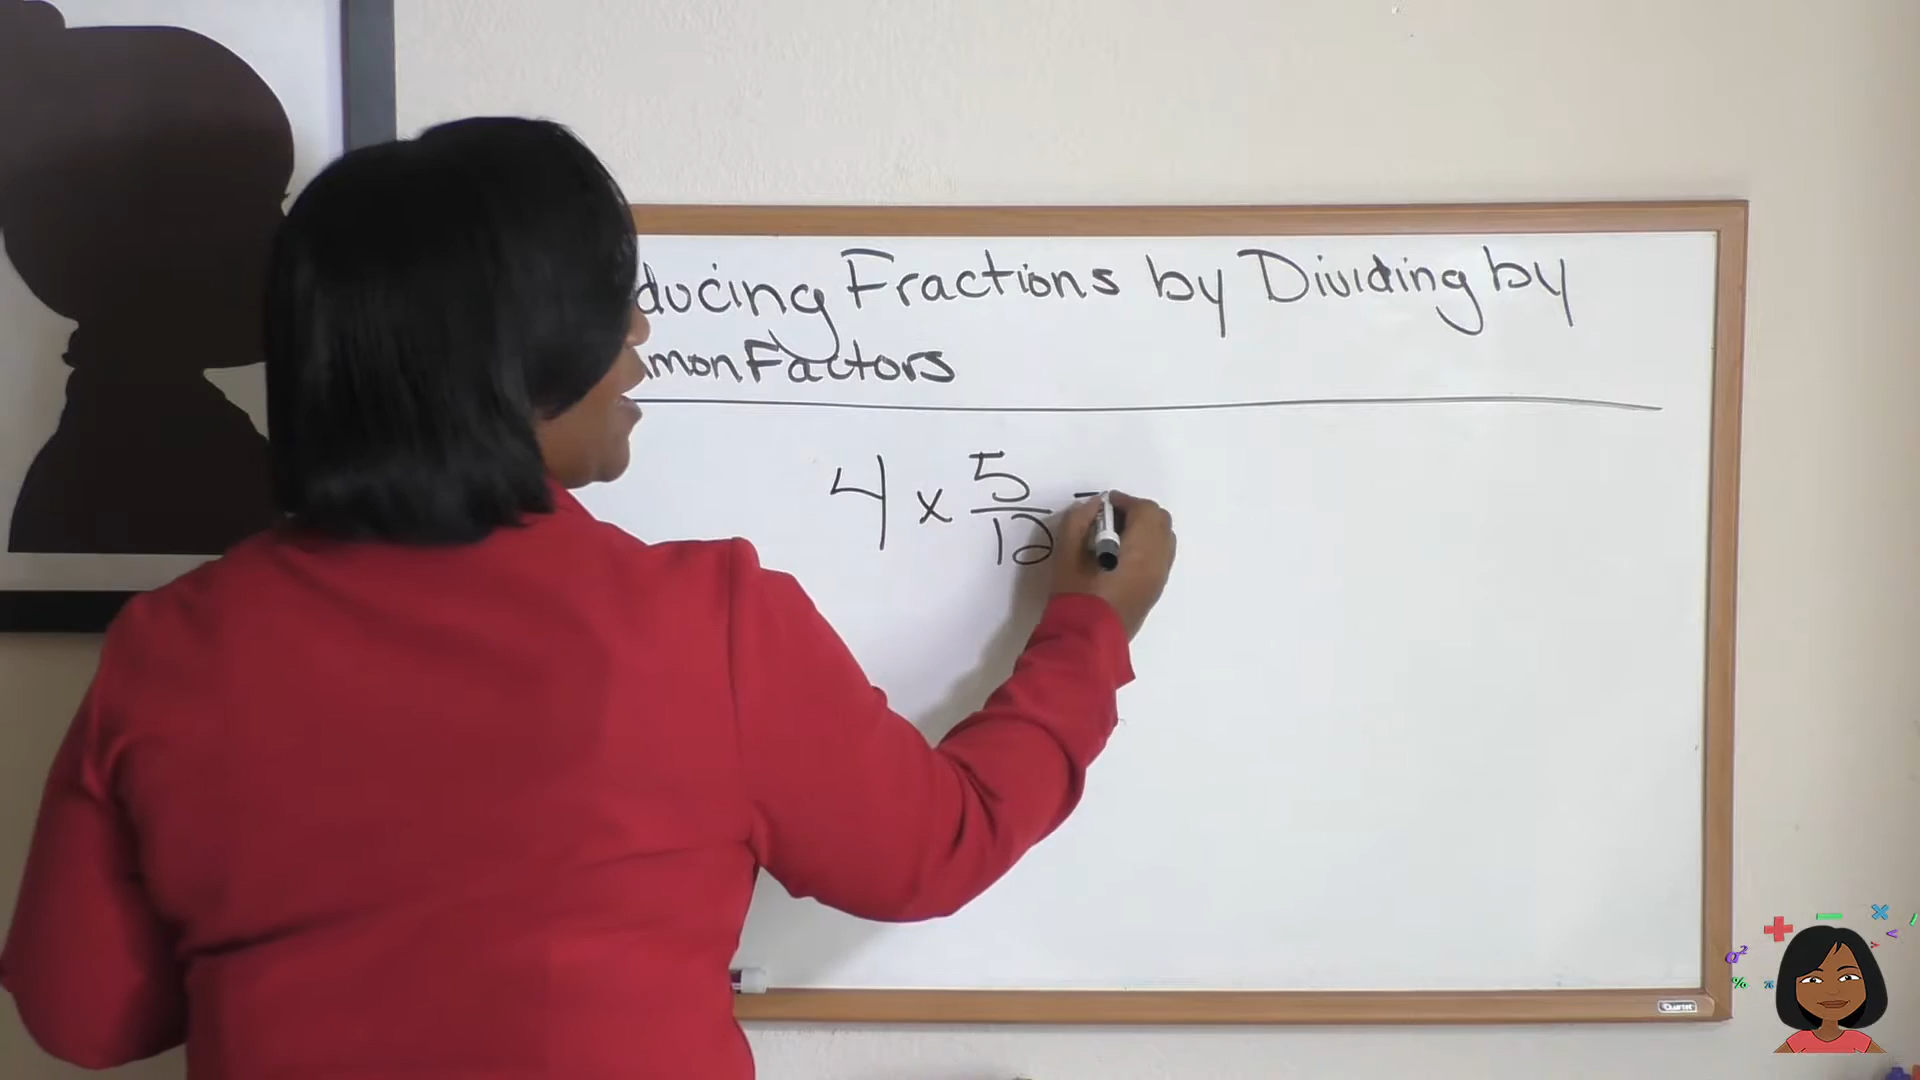 ducing Fractions by Dividing by
mon Factors
4 x 5/12 =